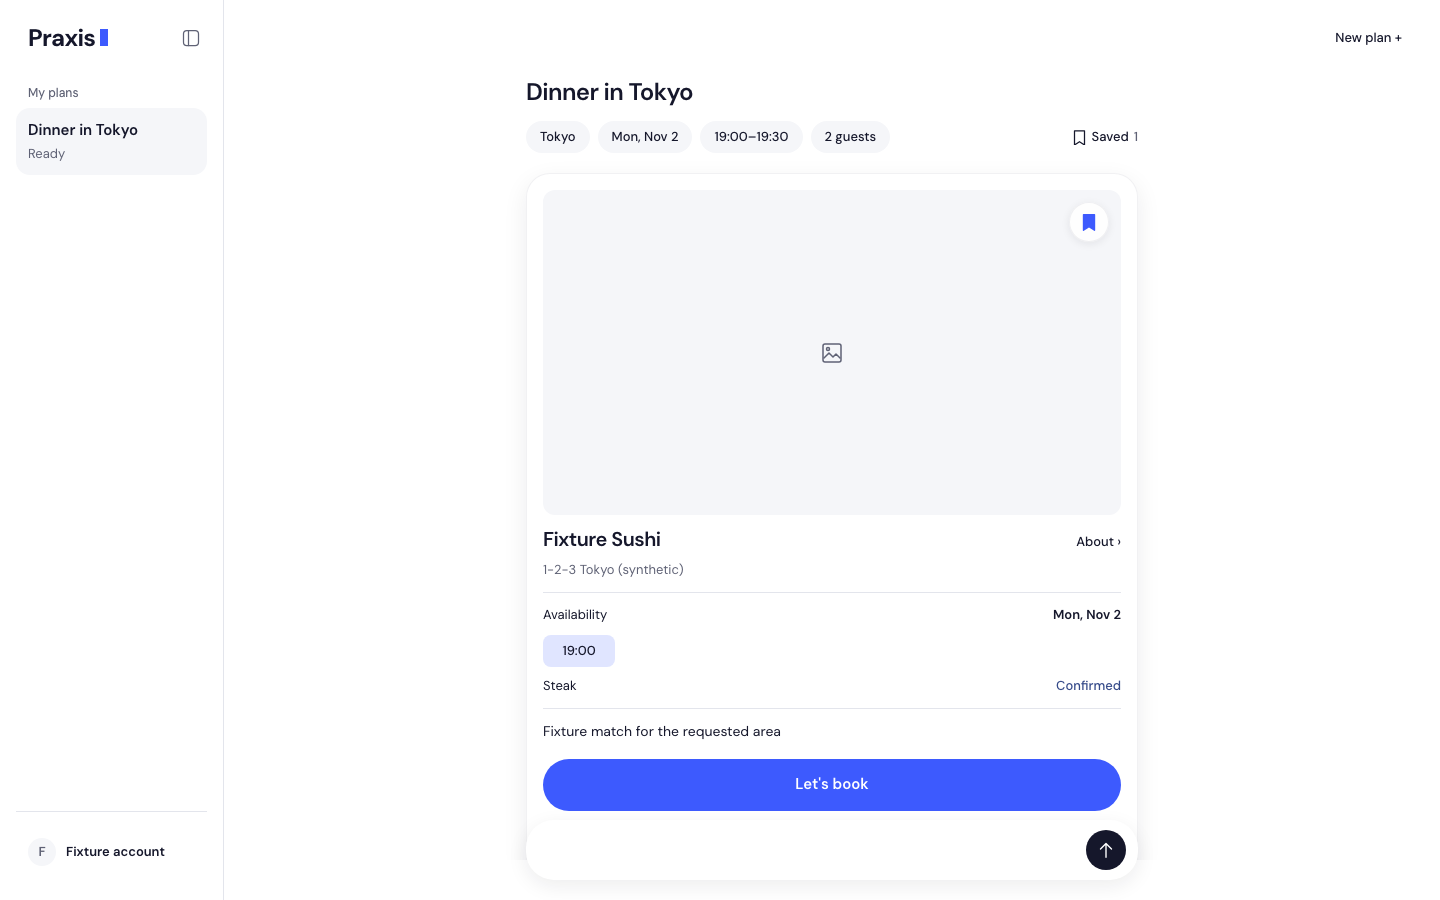 Praxis
New plan +
My plans
Dinner in Tokyo
Ready
Dinner in Tokyo
Tokyo
Mon, Nov 2
19:00–19:30
2 guests
Saved 1
Fixture Sushi
About ›
1-2-3 Tokyo (synthetic)
Availability
Mon, Nov 2
19:00
Steak
Confirmed
Fixture match for the requested area
Let's book
F
Fixture account